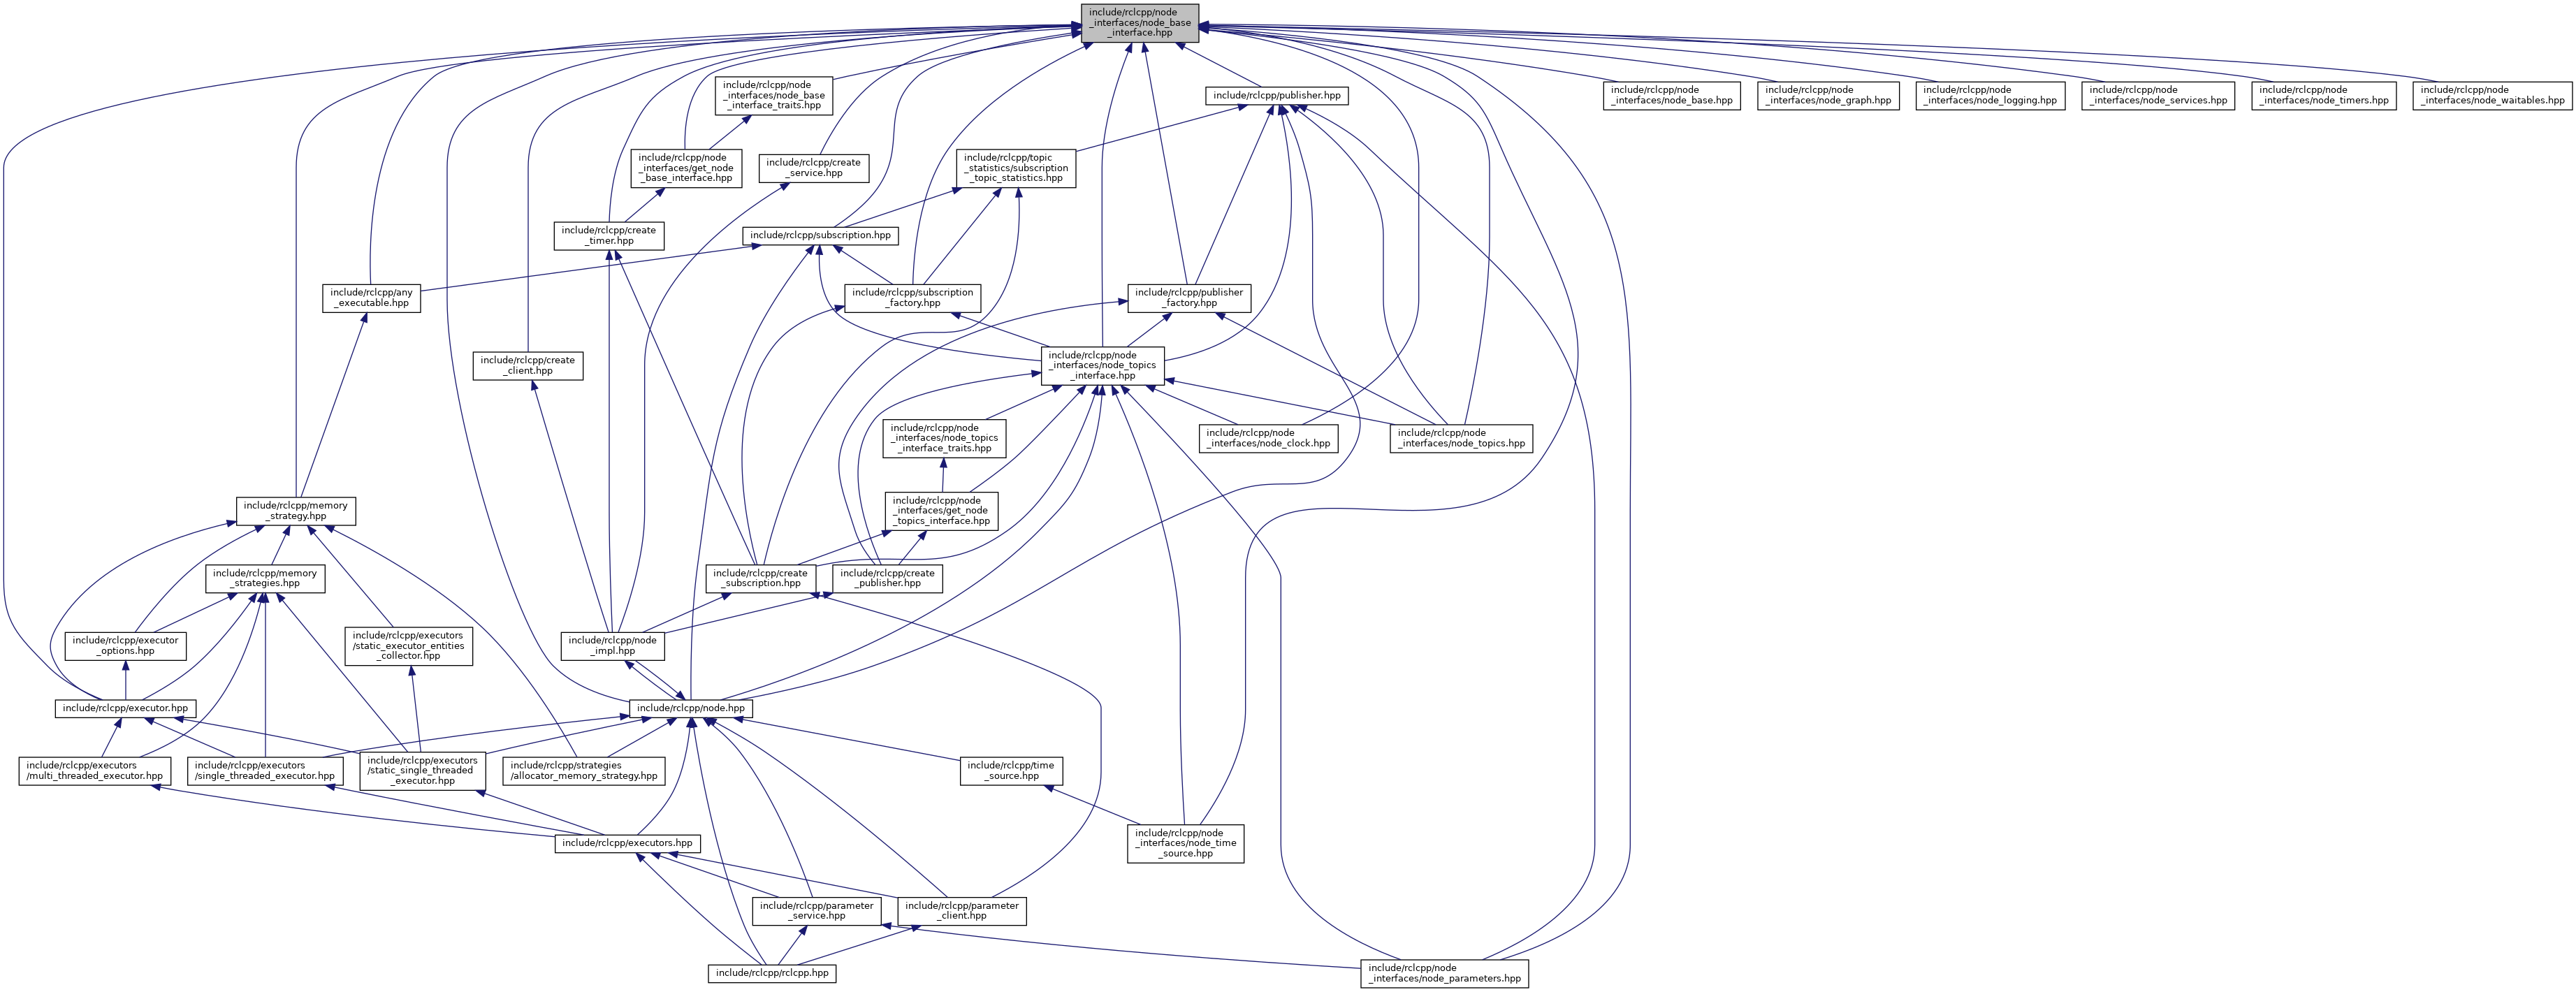 include/rclcpp/node
_interfaces/node_base
_interface.hpp
include/rclcpp/node
_interfaces/node_base
_interface_traits.hpp
include/rclcpp/publisher.hpp
include/rclcpp/node
_interfaces/node_base.hpp
include/rclcpp/node
_interfaces/node_graph.hpp
include/rclcpp/node
_interfaces/node_logging.hpp
include/rclcpp/node
_interfaces/node_services.hpp
include/rclcpp/node
_interfaces/node_timers.hpp
include/rclcpp/node
_interfaces/node_waitables.hpp
include/rclcpp/node
_interfaces/get_node
_base_interface.hpp
include/rclcpp/create
_service.hpp
include/rclcpp/topic
_statistics/subscription
_topic_statistics.hpp
include/rclcpp/create
_timer.hpp
include/rclcpp/subscription.hpp
include/rclcpp/any
_executable.hpp
include/rclcpp/subscription
_factory.hpp
include/rclcpp/publisher
_factory.hpp
include/rclcpp/create
_client.hpp
include/rclcpp/node
_interfaces/node_topics
_interface.hpp
include/rclcpp/node
_interfaces/node_topics
_interface_traits.hpp
include/rclcpp/node
_interfaces/node_clock.hpp
include/rclcpp/node
_interfaces/node_topics.hpp
include/rclcpp/memory
_strategy.hpp
include/rclcpp/node
_interfaces/get_node
_topics_interface.hpp
include/rclcpp/memory
_strategies.hpp
include/rclcpp/create
_subscription.hpp
include/rclcpp/create
_publisher.hpp
include/rclcpp/executor
_options.hpp
include/rclcpp/executors
/static_executor_entities
_collector.hpp
include/rclcpp/node
_impl.hpp
include/rclcpp/executor.hpp
include/rclcpp/node.hpp
include/rclcpp/executors
/multi_threaded_executor.hpp
include/rclcpp/executors
/single_threaded_executor.hpp
include/rclcpp/executors
/static_single_threaded
_executor.hpp
include/rclcpp/strategies
/allocator_memory_strategy.hpp
include/rclcpp/time
_source.hpp
include/rclcpp/executors.hpp
include/rclcpp/node
_interfaces/node_time
_source.hpp
include/rclcpp/parameter
_service.hpp
include/rclcpp/parameter
_client.hpp
include/rclcpp/rclcpp.hpp
include/rclcpp/node
_interfaces/node_parameters.hpp